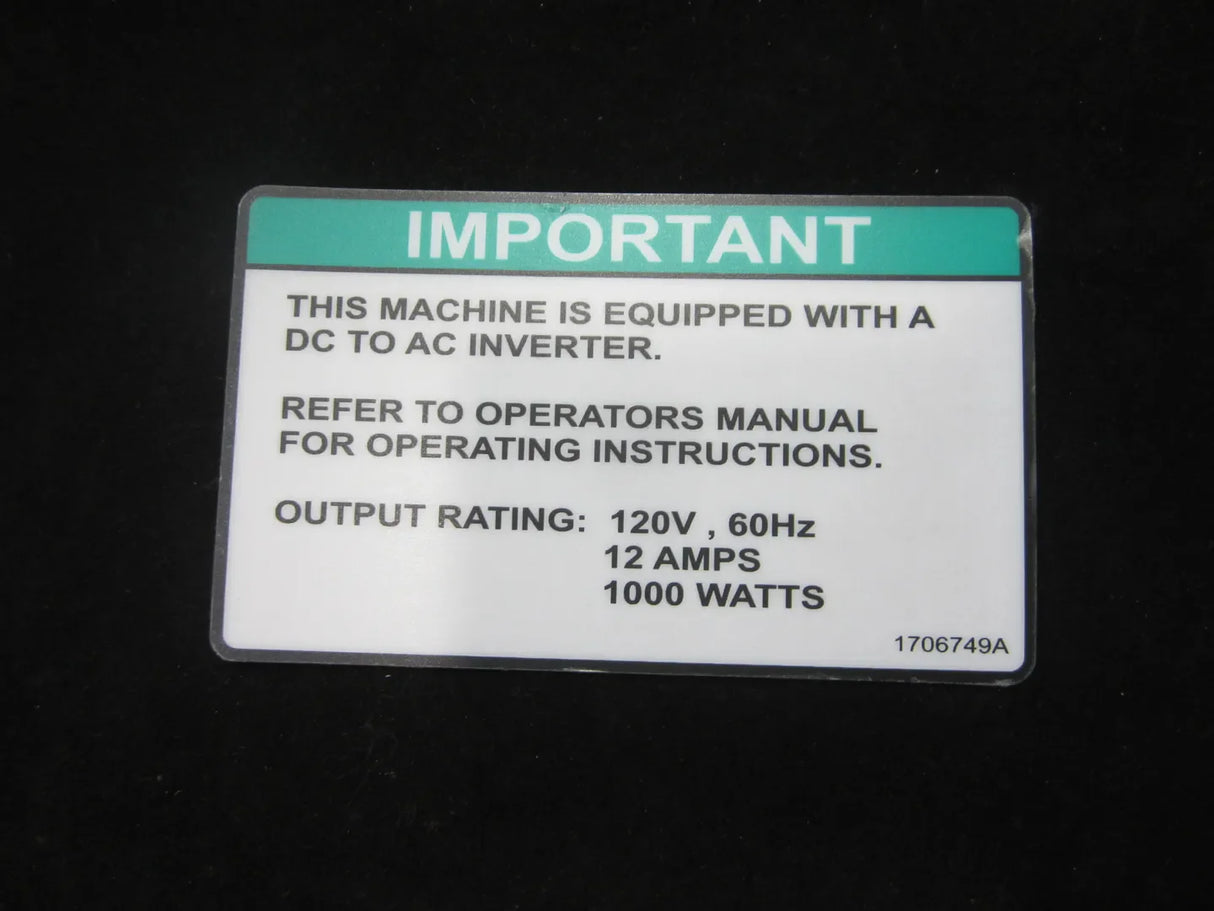 IMPORTANT
THIS MACHINE IS EQUIPPED WITH A
DC TO AC INVERTER.
REFER TO OPERATORS MANUAL
FOR OPERATING INSTRUCTIONS.
OUTPUT RATING: 120V , 60Hz
12 AMPS
1000 WATTS
1706749A